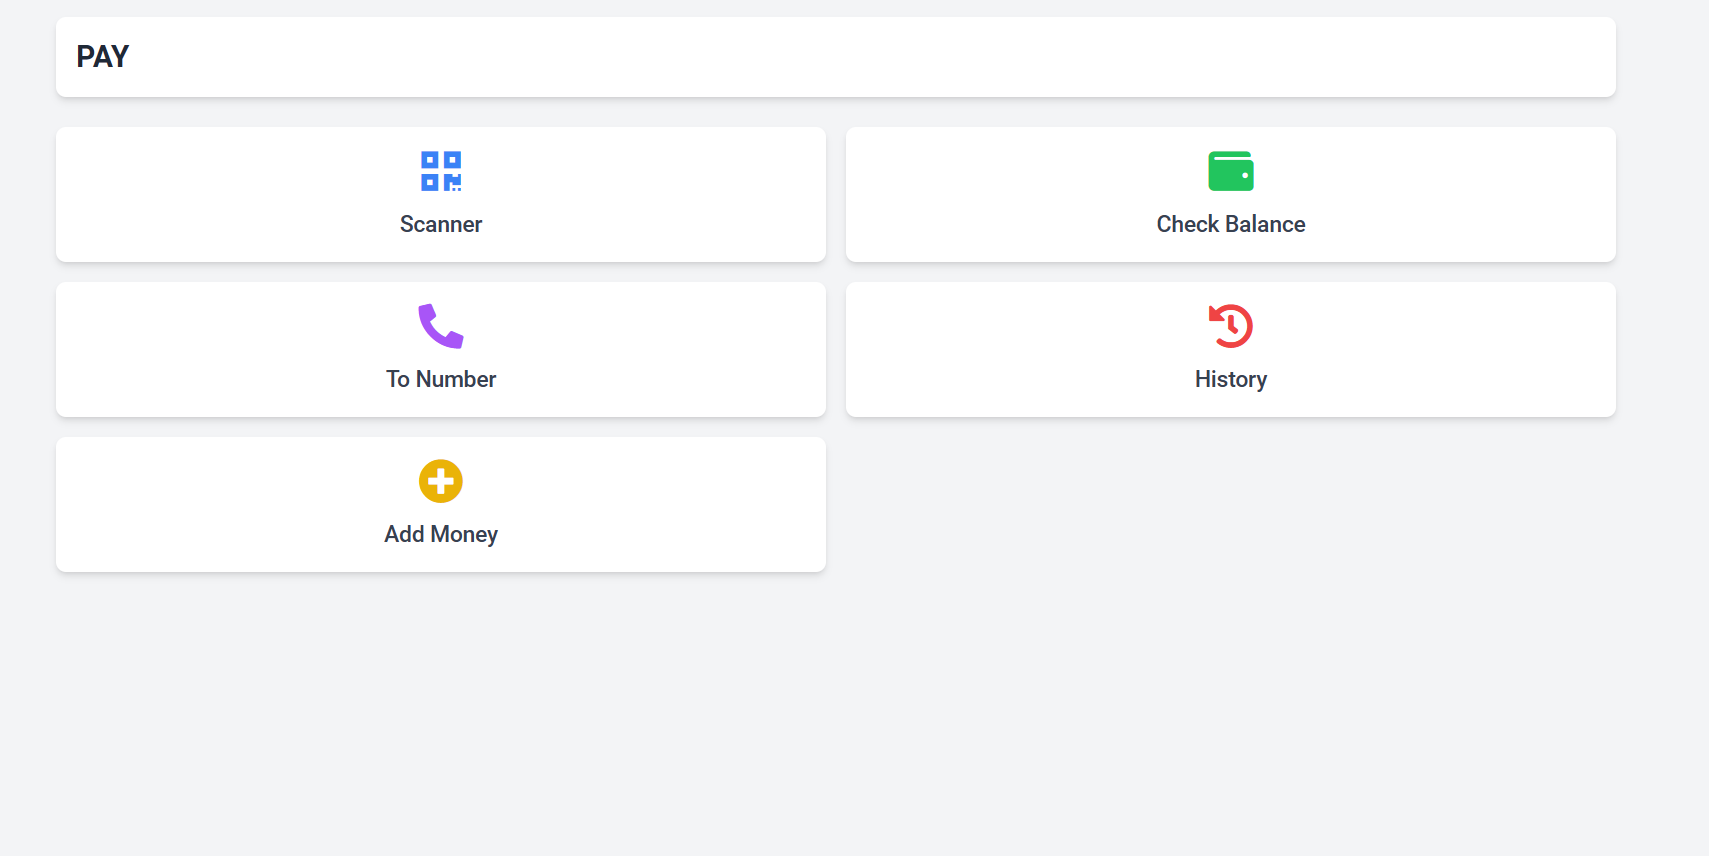 PAY
Scanner
Check Balance
To Number
History
Add Money